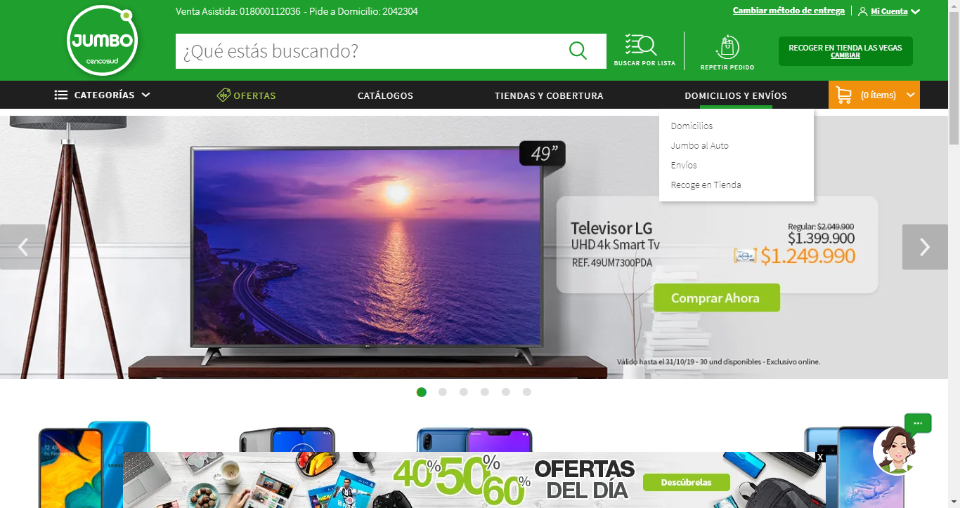 Venta Asistida: 018000112036 - Pide a Domicilio: 2042304
Cambiar método de entrega
Mi Cuenta
JUMBO
cencosud
¿Qué estás buscando?
BUSCAR POR LISTA
REPETIR PEDIDO
RECOGER EN TIENDA LAS VEGAS
CAMBIAR
CATEGORÍAS
OFERTAS
CATÁLOGOS
TIENDAS Y COBERTURA
DOMICILIOS Y ENVÍOS
(0 ítems)
Domicilios
Jumbo al Auto
Envíos
Recoge en Tienda
49”
Televisor LG
UHD 4k Smart Tv
REF. 49UM7300PDA
Regular: $2.049.900
$1.399.900
$1.249.990
Comprar Ahora
Válido hasta el 31/10/19 - 30 und disponibles - Exclusivo online.
40% 50% 60%
OFERTAS
DEL DÍA
Descúbrelas
X